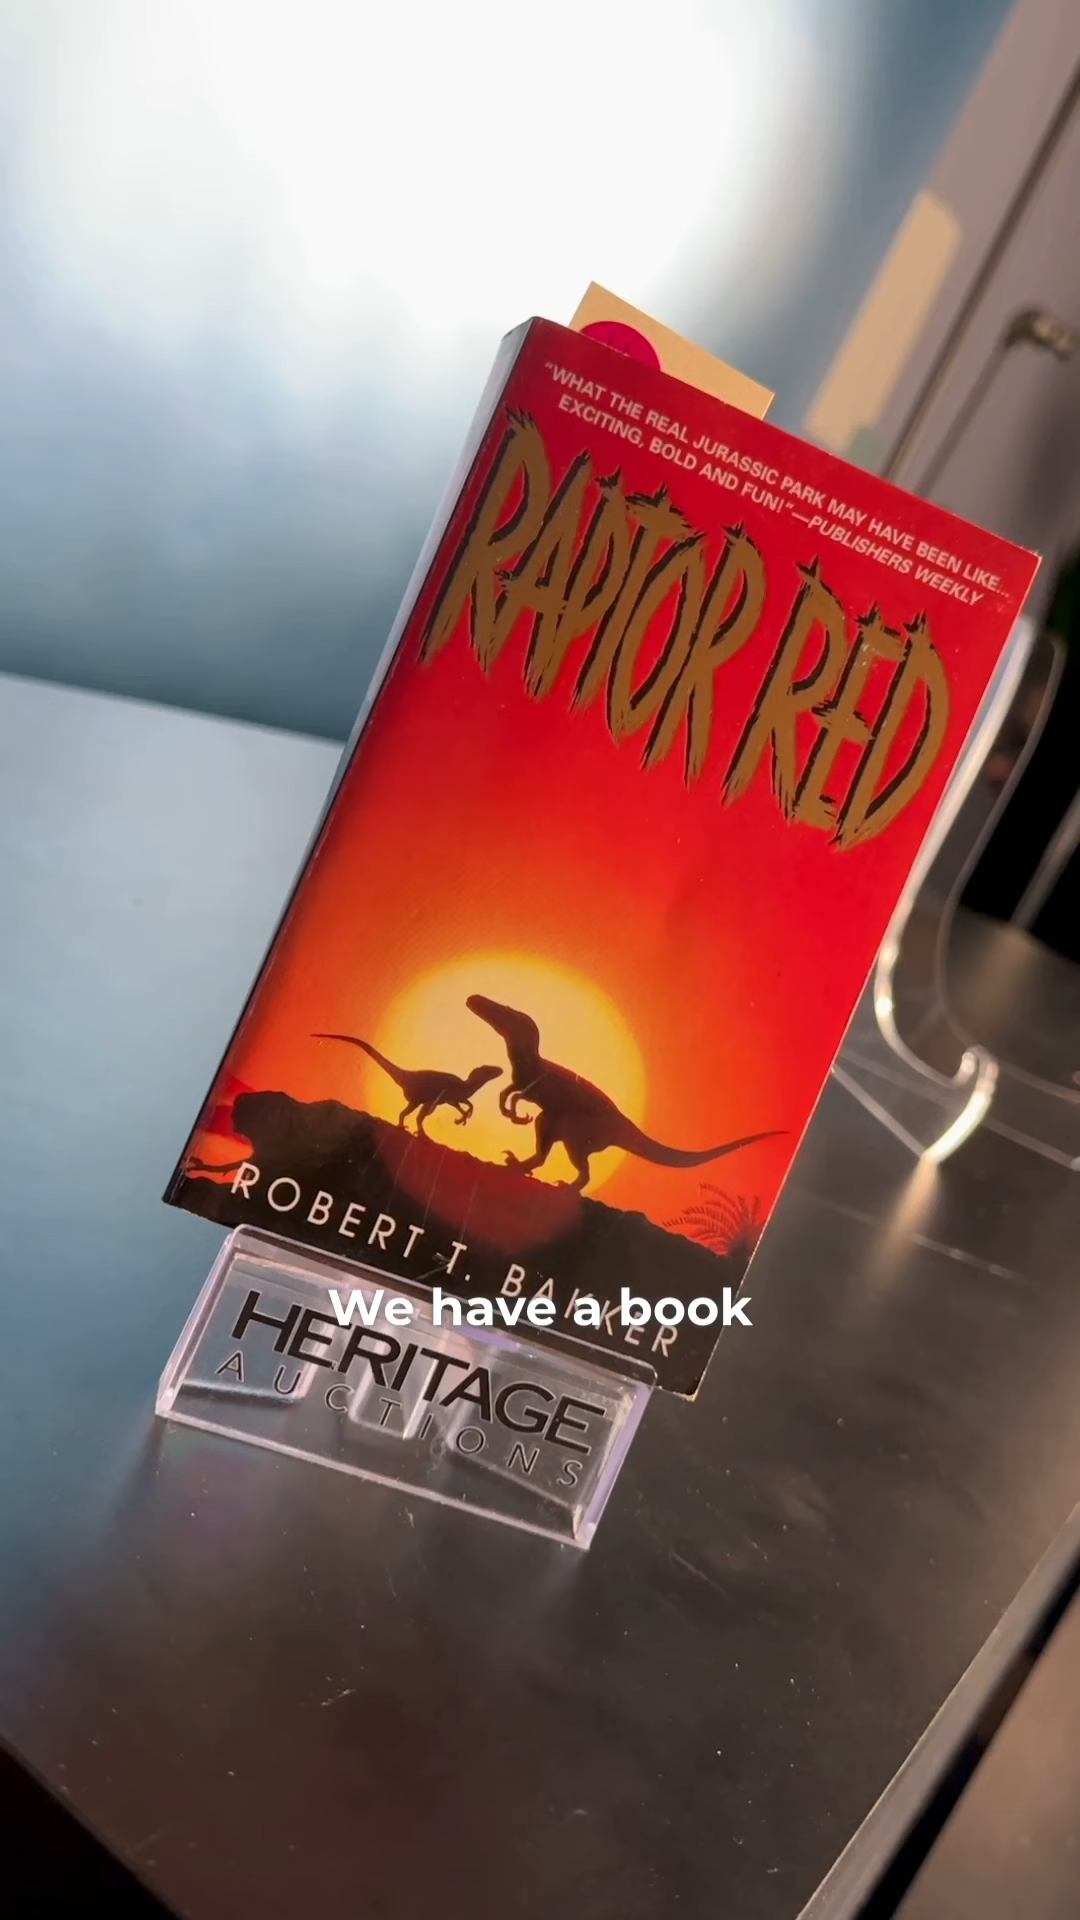 "WHAT THE REAL JURASSIC PARK MAY HAVE BEEN LIKE...
EXCITING, BOLD AND FUN!"—PUBLISHERS WEEKLY
RAPTOR RED
ROBERT T. BAKKER
We have a book
HERITAGE
AUCTIONS